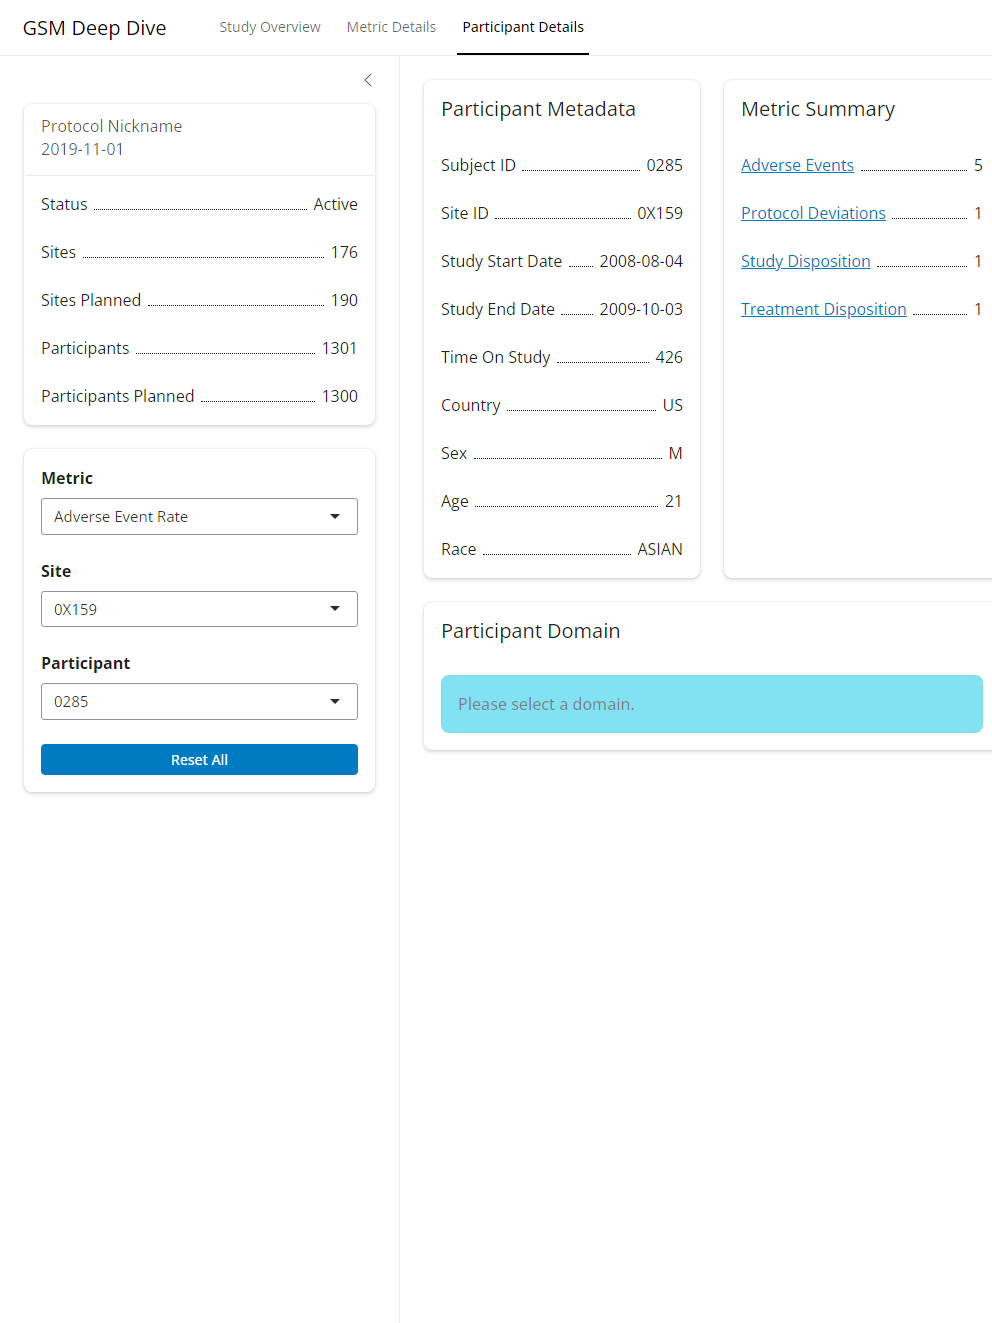 GSM Deep Dive
Study Overview
Metric Details
Participant Details
Protocol Nickname
2019-11-01
Status Active
Sites 176
Sites Planned 190
Participants 1301
Participants Planned 1300
Metric
Adverse Event Rate
Site
0X159
Participant
0285
Reset All
Participant Metadata
Subject ID 0285
Site ID 0X159
Study Start Date 2008-08-04
Study End Date 2009-10-03
Time On Study 426
Country US
Sex M
Age 21
Race ASIAN
Metric Summary
Adverse Events 5
Protocol Deviations 1
Study Disposition 1
Treatment Disposition 1
Participant Domain
Please select a domain.